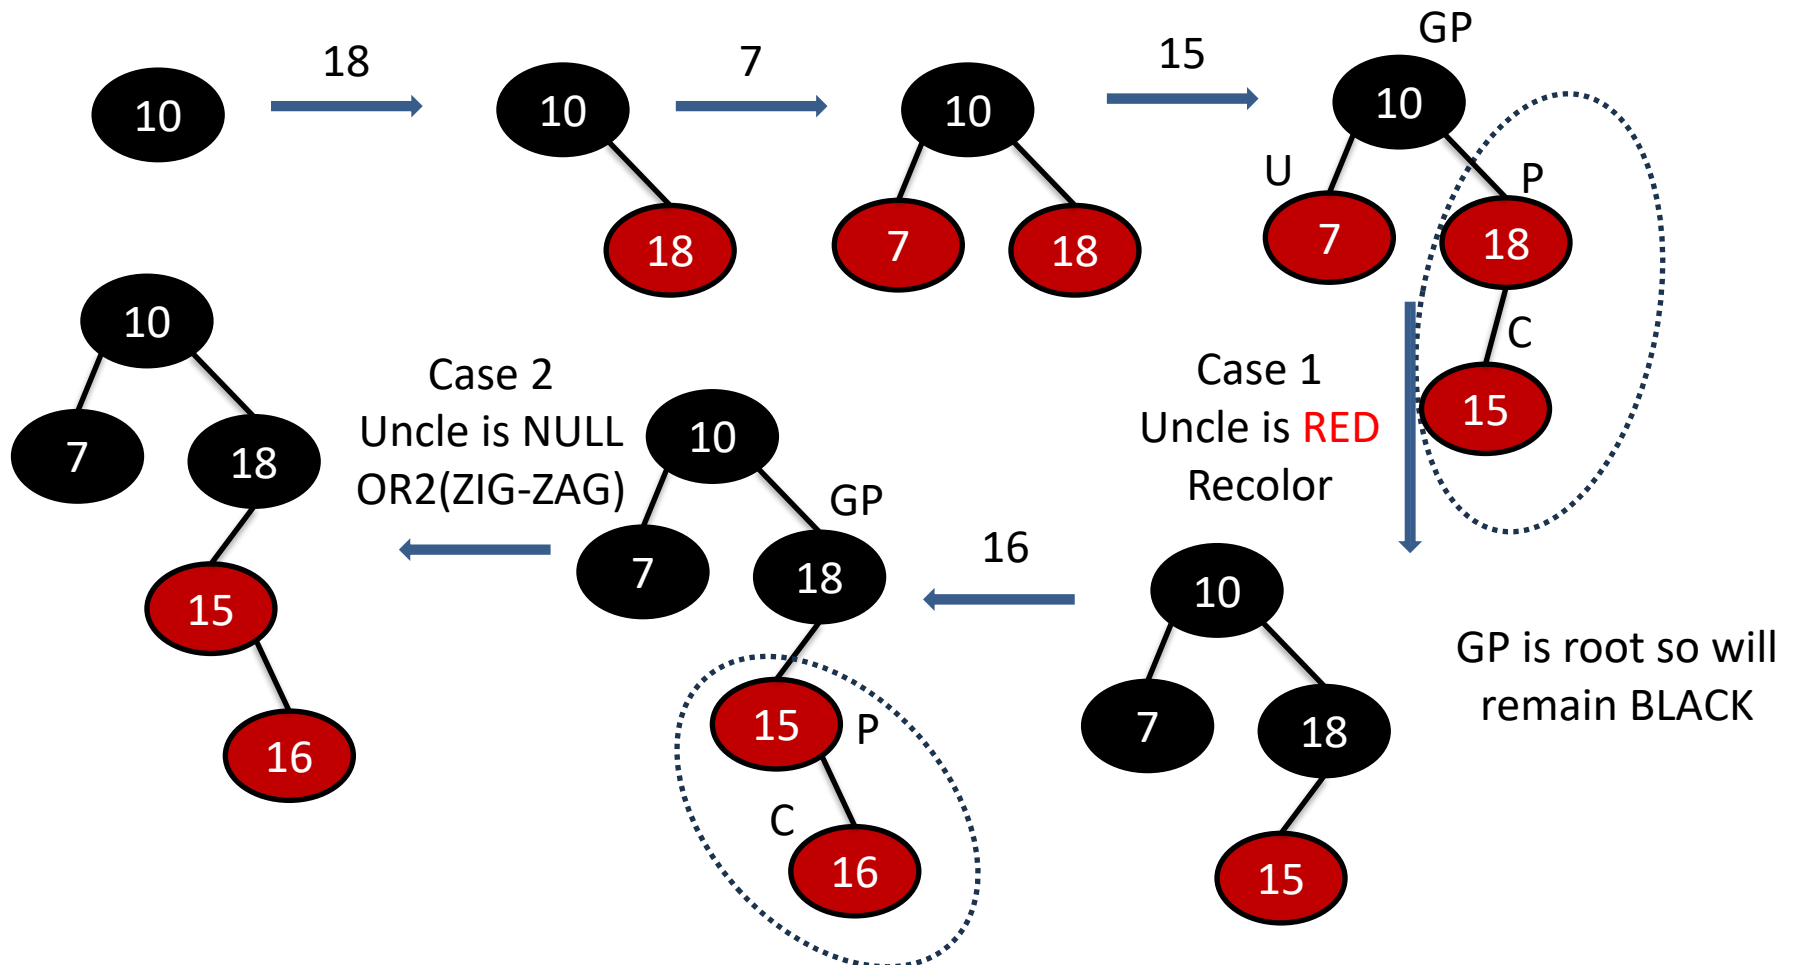 18
7
15
GP
10
10
10
10
U
P
7
18
18
7
18
C
15
Case 1
Uncle is RED
Recolor
10
7
18
15
GP is root so will
remain BLACK
16
10
GP
7
18
15
P
C
16
Case 2
Uncle is NULL
OR2(ZIG-ZAG)
10
7
18
15
16